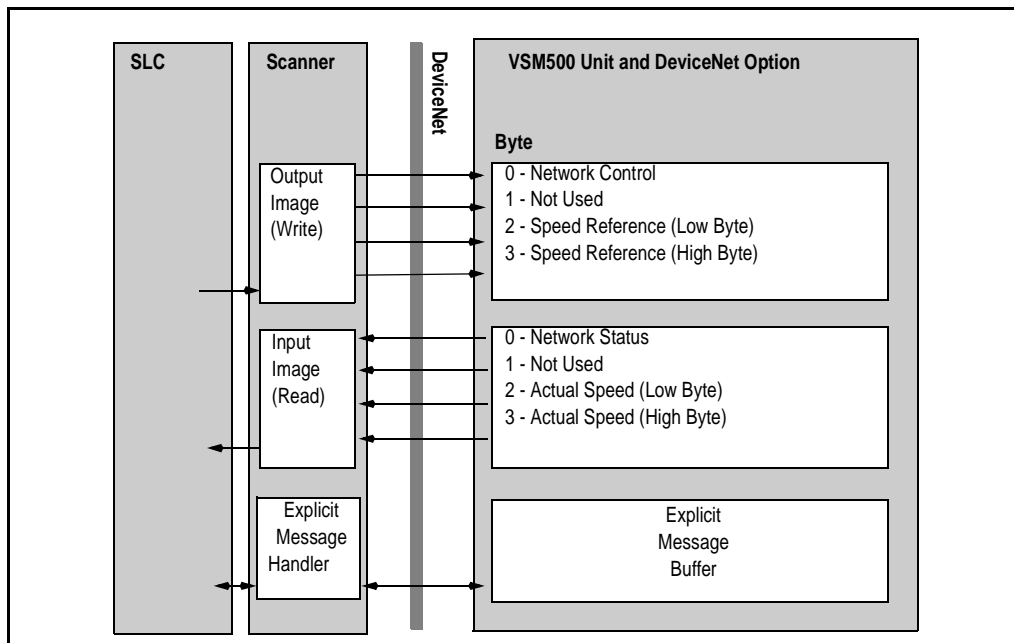 SLC
Scanner
DeviceNet
VSM500 Unit and DeviceNet Option
Byte
Output
Image
(Write)
0 - Network Control
1 - Not Used
2 - Speed Reference (Low Byte)
3 - Speed Reference (High Byte)
Input
Image
(Read)
0 - Network Status
1 - Not Used
2 - Actual Speed (Low Byte)
3 - Actual Speed (High Byte)
Explicit
Message
Handler
Explicit
Message
Buffer